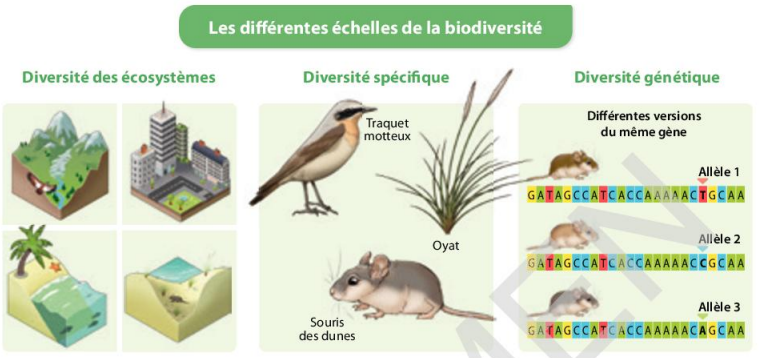 Les différentes échelles de la biodiversité
Diversité des écosystèmes
Diversité spécifique
Traquet
motteux
Oyat
Souris
des dunes
Diversité génétique
Différentes versions
du même gène
Allèle 1
GATAGCCATCACCAAAAACTGCAA
Allèle 2
GATAGCCATCACCAAAAACCGCAA
Allèle 3
GATAGCCATCACCAAAAACAGCAA
MEN